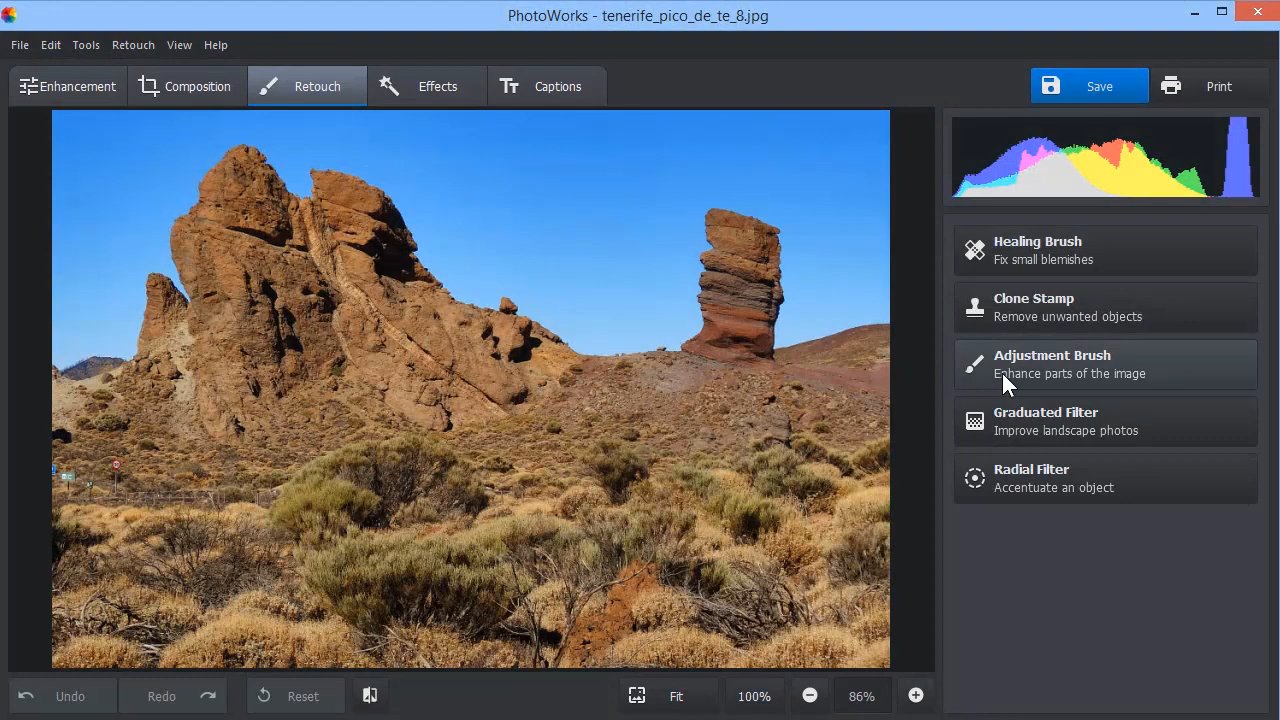 PhotoWorks - tenerife_pico_de_te_8.jpg
File Edit Tools Retouch View Help
Enhancement Composition Retouch Effects Captions Save Print
Healing Brush
Fix small blemishes
Clone Stamp
Remove unwanted objects
Adjustment Brush
Enhance parts of the image
Graduated Filter
Improve landscape photos
Radial Filter
Accentuate an object
Undo Redo Reset Fit 100% 86%